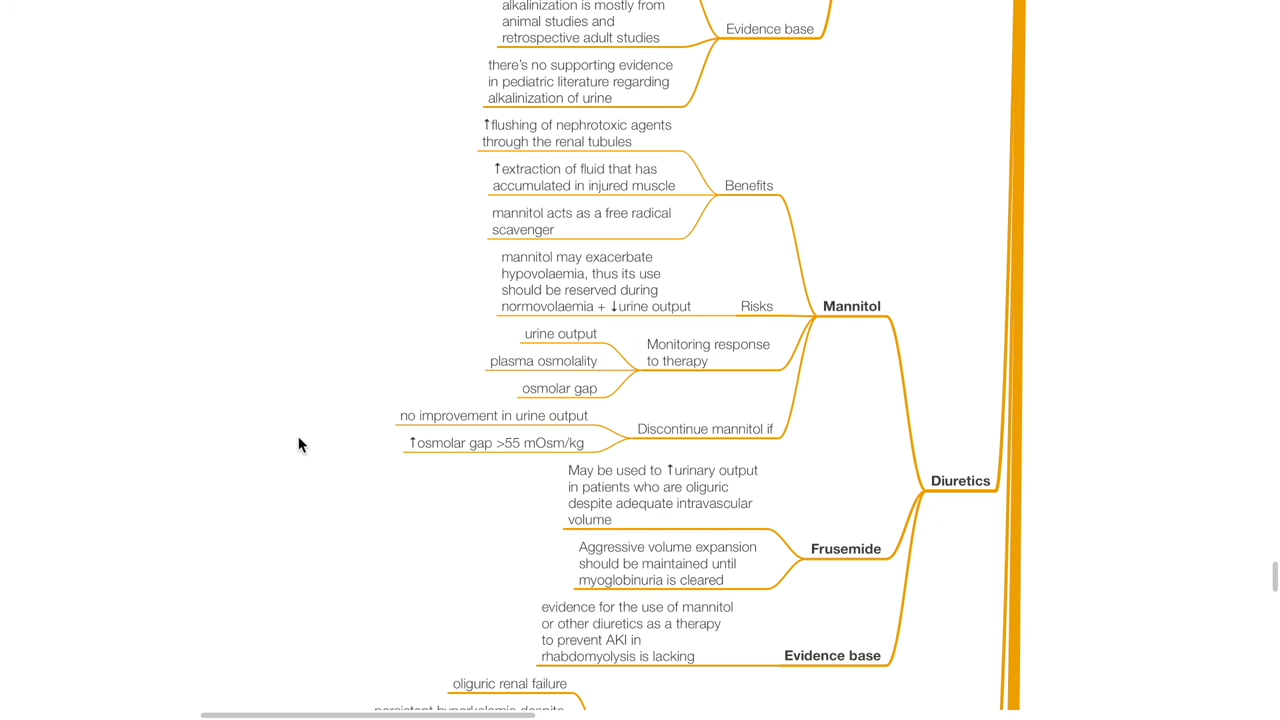 alkalinization is mostly from
animal studies and
retrospective adult studies
Evidence base
there's no supporting evidence
in pediatric literature regarding
alkalinization of urine
↑flushing of nephrotoxic agents
through the renal tubules
↑extraction of fluid that has
accumulated in injured muscle
Benefits
mannitol acts as a free radical
scavenger
mannitol may exacerbate
hypovolaemia, thus its use
should be reserved during
normovolaemia + ↓urine output
Risks
Mannitol
urine output
plasma osmolality
osmolar gap
Monitoring response
to therapy
no improvement in urine output
↑osmolar gap >55 mOsm/kg
Discontinue mannitol if
Diuretics
May be used to ↑urinary output
in patients who are oliguric
despite adequate intravascular
volume
Frusemide
Aggressive volume expansion
should be maintained until
myoglobinuria is cleared
evidence for the use of mannitol
or other diuretics as a therapy
to prevent AKI in
rhabdomyolysis is lacking
Evidence base
oliguric renal failure
persistent hyperkalemia despite